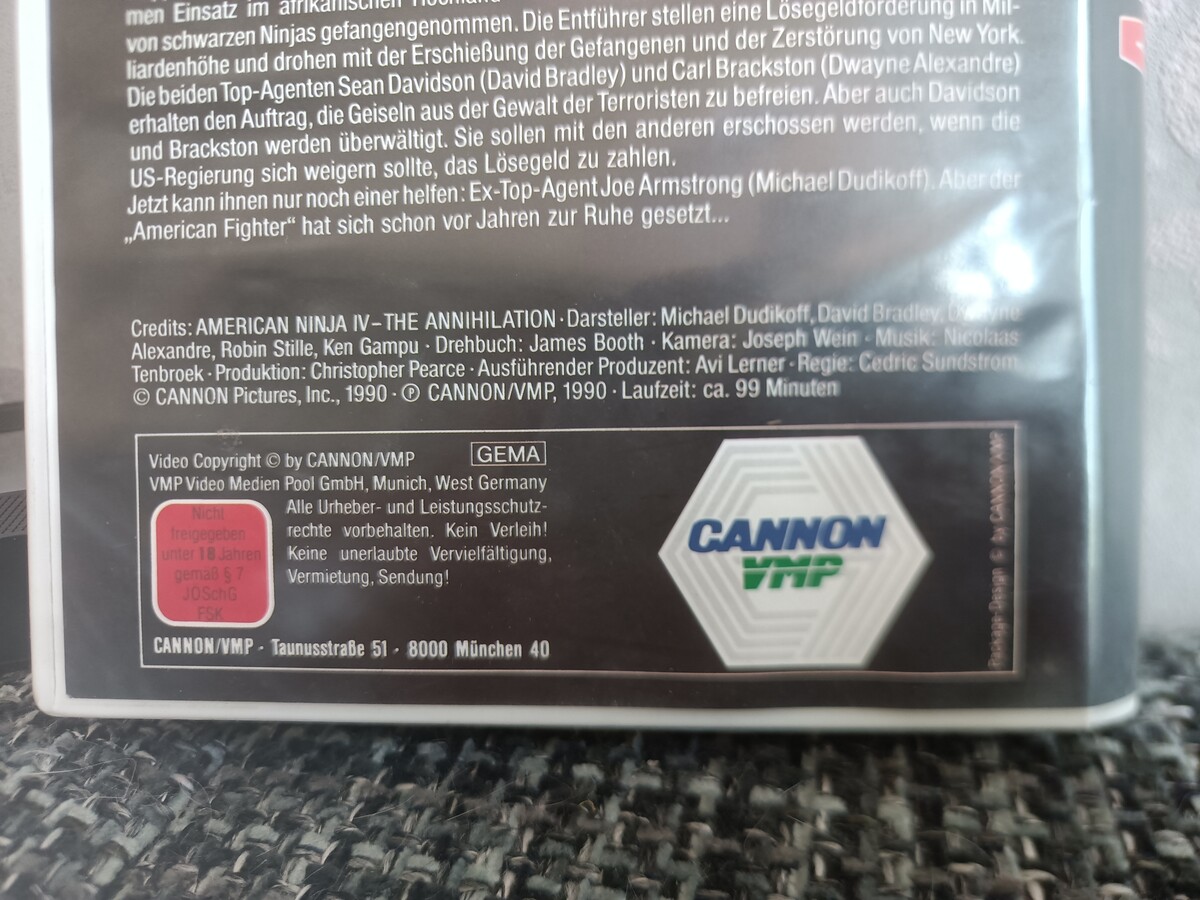 men Einsatz im afrikanischen Hochland
von schwarzen Ninjas gefangengenommen. Die Entführer stellen eine Lösegeldforderung in Mil-
liardenhöhe und drohen mit der Erschießung der Gefangenen und der Zerstörung von New York.
Die beiden Top-Agenten Sean Davidson (David Bradley) und Carl Brackston (Dwayne Alexandre)
erhalten den Auftrag, die Geiseln aus der Gewalt der Terroristen zu befreien. Aber auch Davidson
und Brackston werden überwältigt. Sie sollen mit den anderen erschossen werden, wenn die
US-Regierung sich weigern sollte, das Lösegeld zu zahlen.
Jetzt kann ihnen nur noch einer helfen: Ex-Top-Agent Joe Armstrong (Michael Dudikoff). Aber der
„American Fighter“ hat sich schon vor Jahren zur Ruhe gesetzt...
Credits: AMERICAN NINJA IV–THE ANNIHILATION · Darsteller: Michael Dudikoff, David Bradley, Dwayne
Alexandre, Robin Stille, Ken Gampu · Drehbuch: James Booth · Kamera: Joseph Wein · Musik: Nicolaas
Tenbroek · Produktion: Christopher Pearce · Ausführender Produzent: Avi Lerner · Regie: Cedric Sundstrom
© CANNON Pictures, Inc., 1990 · ℗ CANNON/VMP, 1990 · Laufzeit: ca. 99 Minuten
Video Copyright © by CANNON/VMP GEMA
VMP Video Medien Pool GmbH, Munich, West Germany
Alle Urheber- und Leistungsschutz-
rechte vorbehalten. Kein Verleih!
Keine unerlaubte Vervielfältigung,
Vermietung, Sendung!
Nicht
freigegeben
unter 18 Jahren
gemäß § 7
JÖSchG
FSK
CANNON/VMP · Taunusstraße 51 · 8000 München 40
CANNON
VMP
Package-Design © by CANNON/VMP